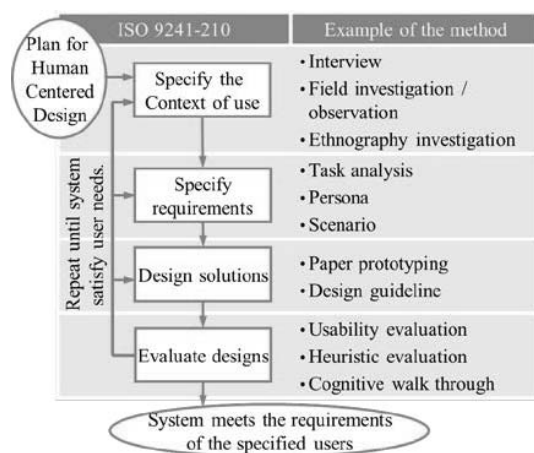 Plan for
Human
Centered
Design
ISO 9241-210
Example of the method
Specify the
Context of use
• Interview
• Field investigation /
observation
• Ethnography investigation
Repeat until system
satisfy user needs.
Specify
requirements
• Task analysis
• Persona
• Scenario
Design solutions
• Paper prototyping
• Design guideline
Evaluate designs
• Usability evaluation
• Heuristic evaluation
• Cognitive walk through
System meets the requirements
of the specified users